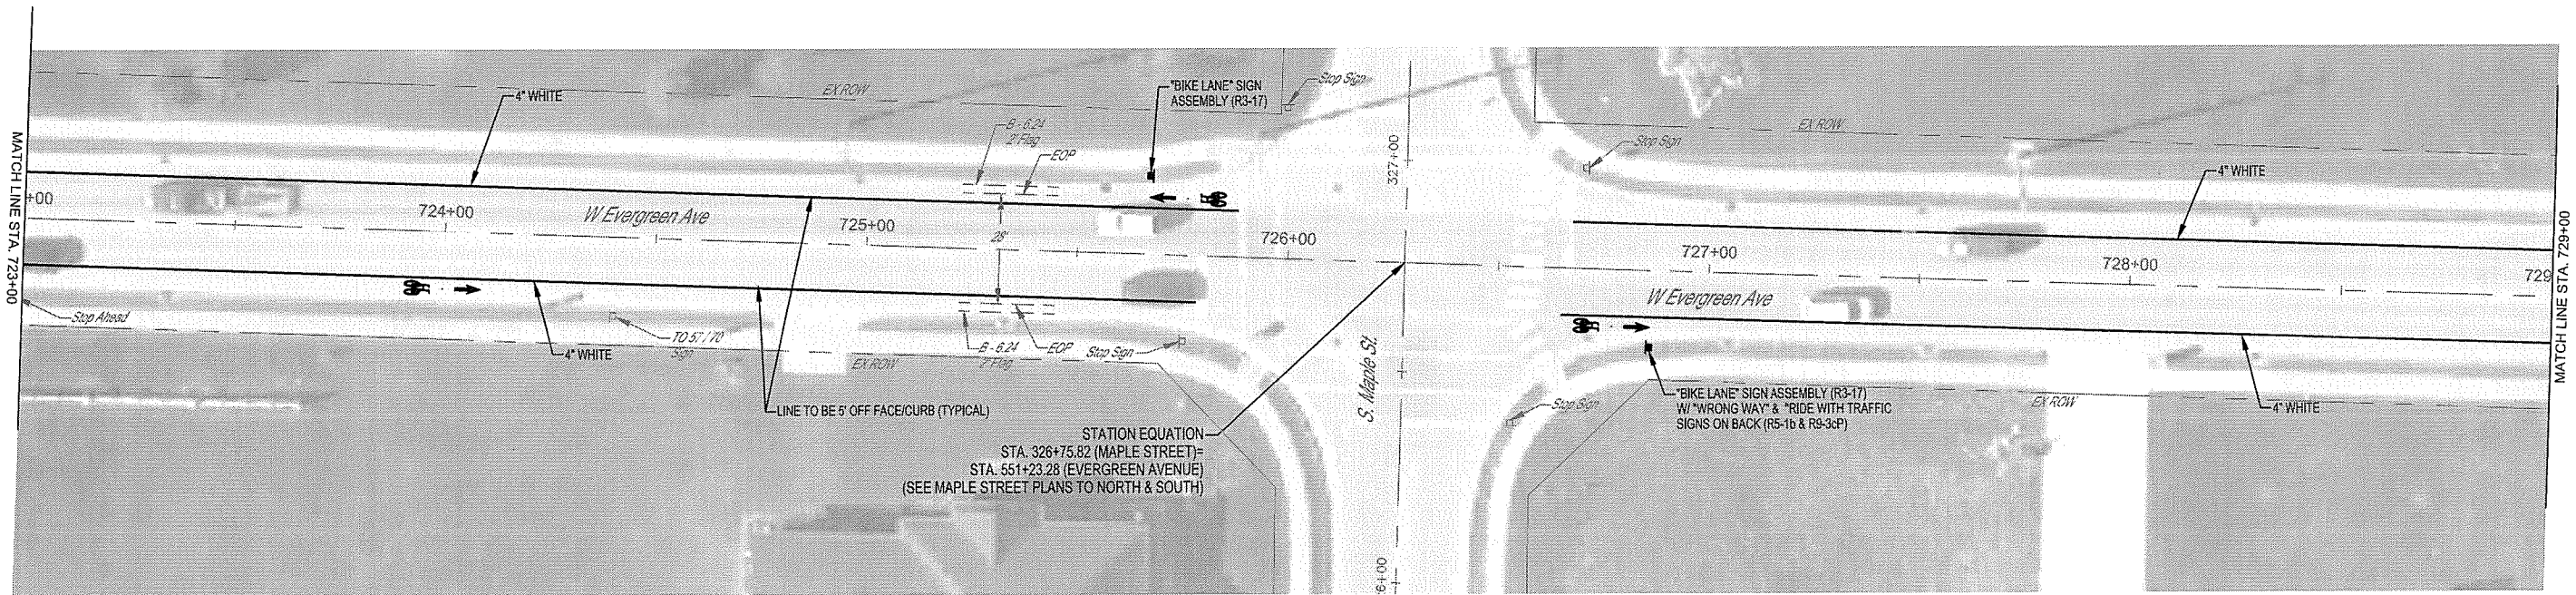 MATCH LINE STA. 723+00
+00
4" WHITE
EX ROW
"BIKE LANE" SIGN
ASSEMBLY (R3-17)
Stop Sign
B - 6.24
2' Flag
EOP
724+00
W Evergreen Ave
725+00
28'
726+00
327+00
Stop Sign
EX ROW
4" WHITE
727+00
728+00
729
MATCH LINE STA. 729+00
W Evergreen Ave
Stop Ahead
4" WHITE
TO 57 / 70
Sign
EX ROW
B - 6.24
2' Flag
EOP
Stop Sign
LINE TO BE 5' OFF FACE/CURB (TYPICAL)
STATION EQUATION
STA. 326+75.82 (MAPLE STREET)=
STA. 551+23.28 (EVERGREEN AVENUE)
(SEE MAPLE STREET PLANS TO NORTH & SOUTH)
S. Maple St.
Stop Sign
"BIKE LANE" SIGN ASSEMBLY (R3-17)
W/ "WRONG WAY" & "RIDE WITH TRAFFIC
SIGNS ON BACK (R5-1b & R9-3cP)
EX ROW
4" WHITE
6+00